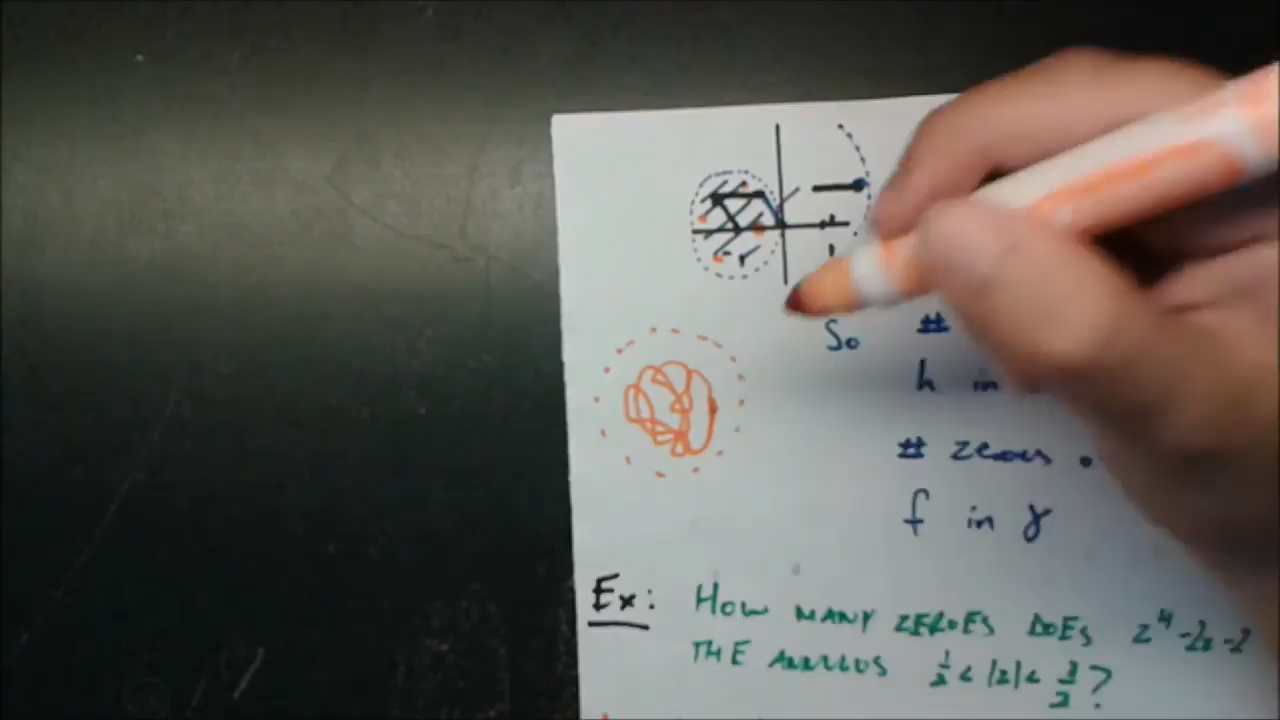 So #
h in
# zeroes
f in γ
Ex: HOW MANY ZEROES DOES z⁴-2z-2
THE ANNULUS 1/2 < |z| < 3/2?